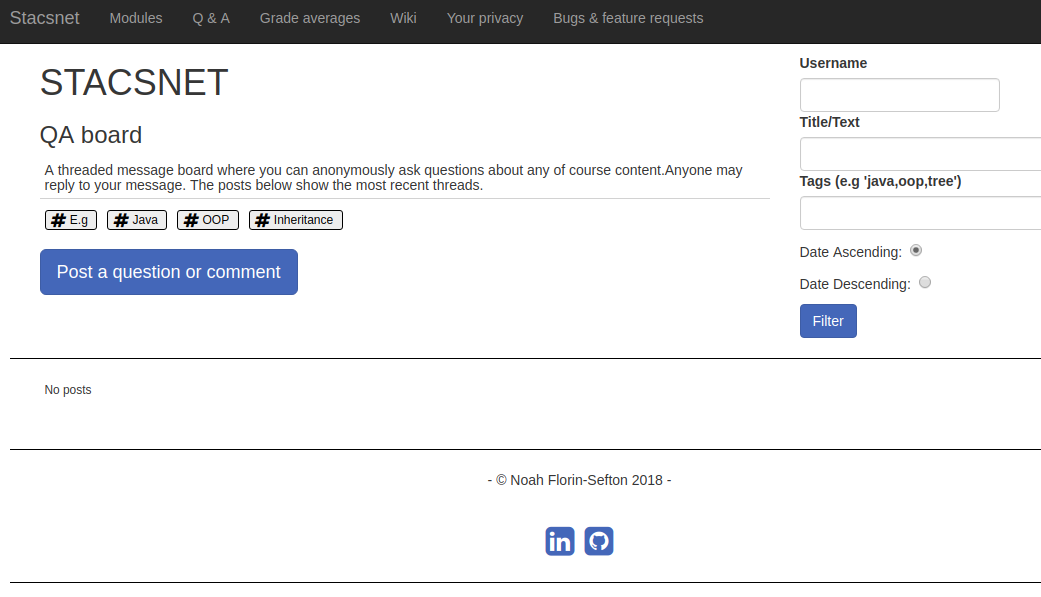 Stacsnet Modules Q & A Grade averages Wiki Your privacy Bugs & feature requests
STACSNET
QA board
A threaded message board where you can anonymously ask questions about any of course content.Anyone may
reply to your message. The posts below show the most recent threads.
# E.g # Java # OOP # Inheritance
Post a question or comment
Username
Title/Text
Tags (e.g 'java,oop,tree')
Date Ascending:
Date Descending:
Filter
No posts
- © Noah Florin-Sefton 2018 -
in